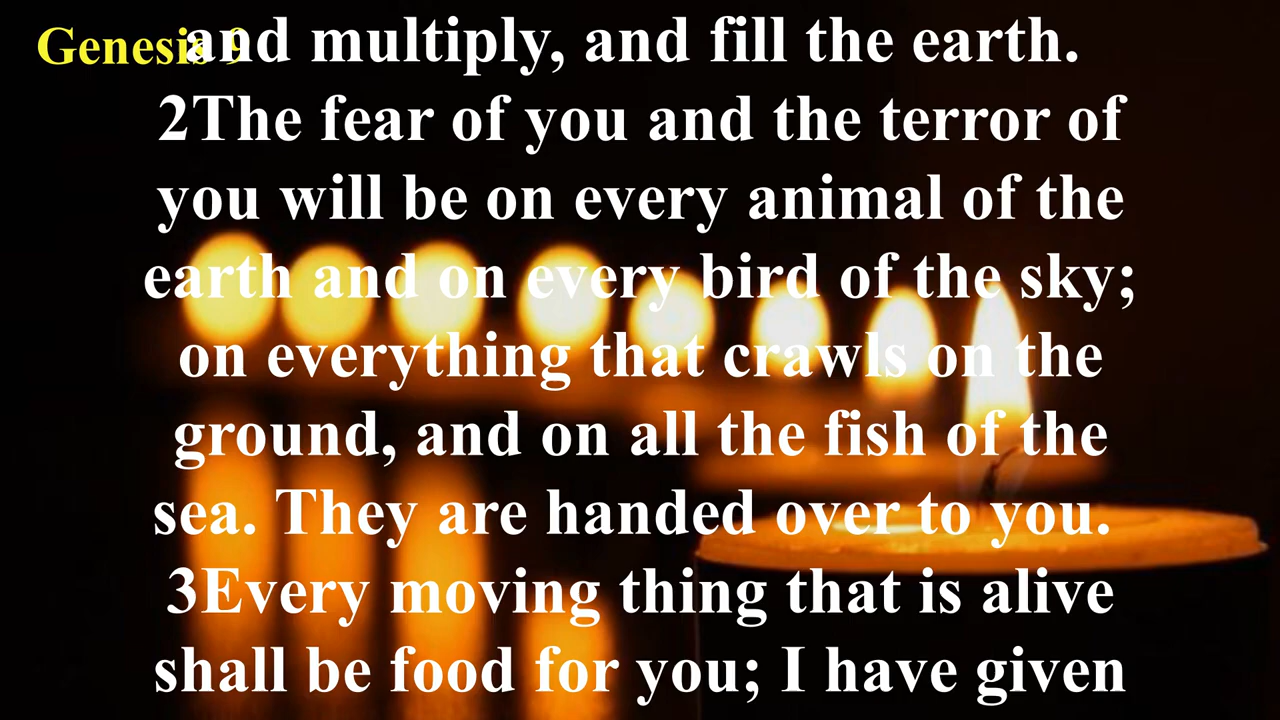 Genesis 9
and multiply, and fill the earth.
2The fear of you and the terror of
you will be on every animal of the
earth and on every bird of the sky;
on everything that crawls on the
ground, and on all the fish of the
sea. They are handed over to you.
3Every moving thing that is alive
shall be food for you; I have given